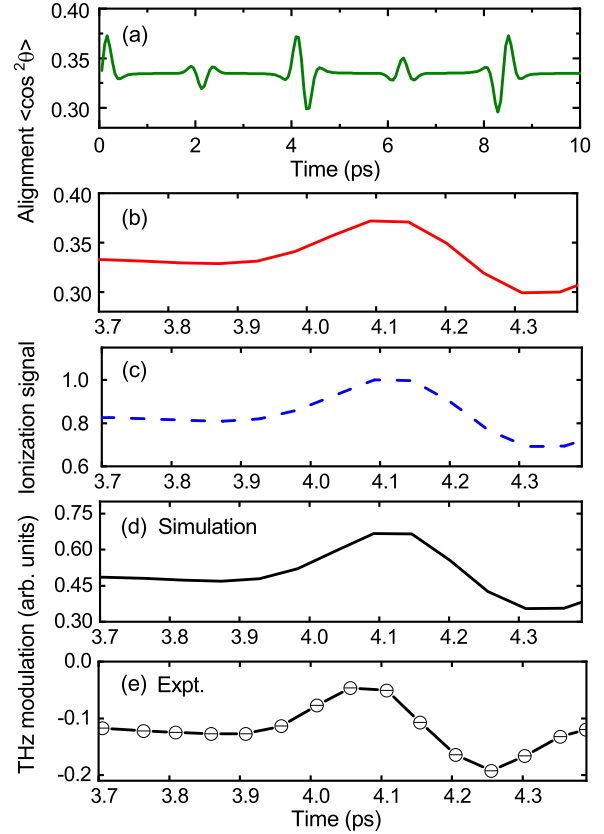 Alignment <cos ²θ>
0.40
0.35
0.30
(a)
0 2 4 6 8 10
Time (ps)
0.40
0.35
0.30
(b)
3.7 3.8 3.9 4.0 4.1 4.2 4.3
Ionization signal
1.0
0.8
0.6
(c)
3.7 3.8 3.9 4.0 4.1 4.2 4.3
THz modulation (arb. units)
0.75
0.60
0.45
0.30
(d) Simulation
3.7 3.8 3.9 4.0 4.1 4.2 4.3
0.0
-0.1
-0.2
(e) Expt.
3.7 3.8 3.9 4.0 4.1 4.2 4.3
Time (ps)